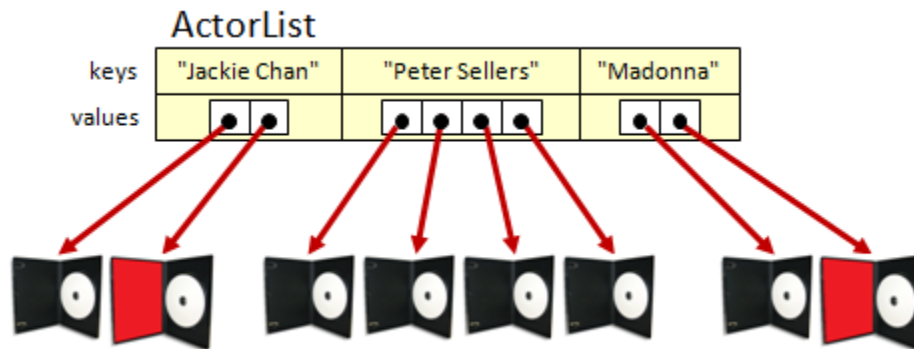 ActorList
keys "Jackie Chan" "Peter Sellers" "Madonna"
values